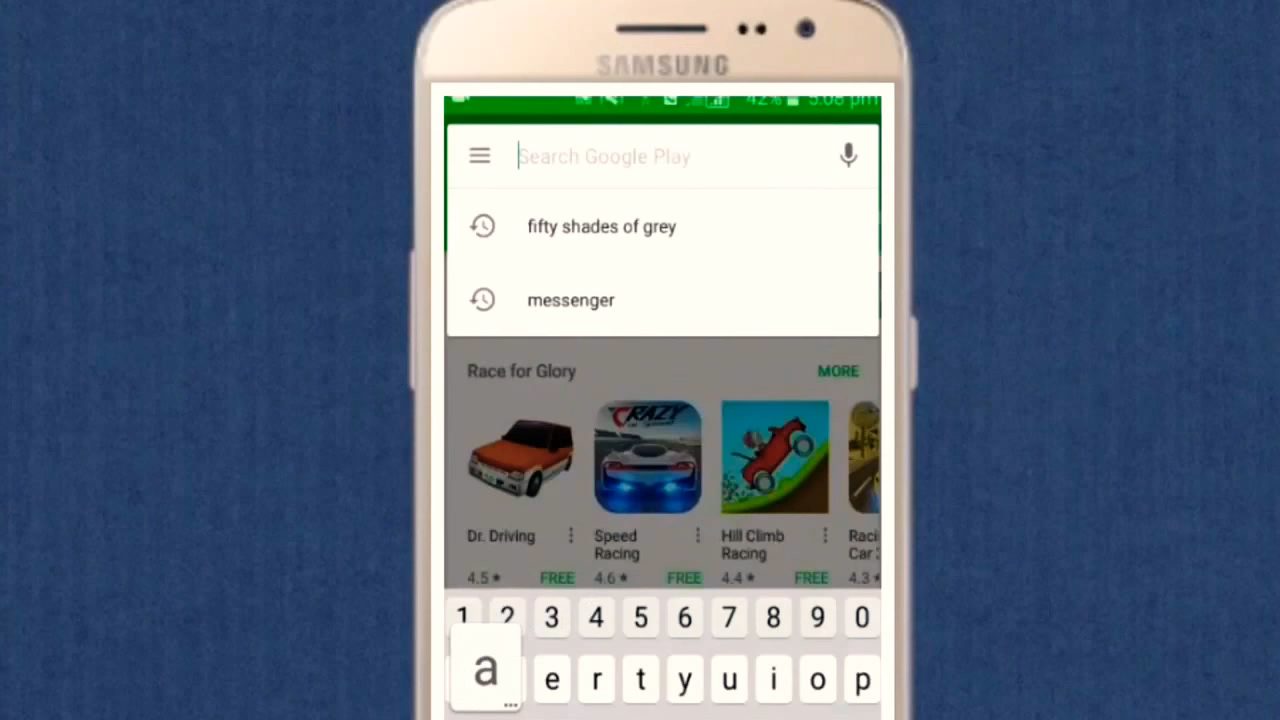 SAMSUNG
42% 5:08 pm
Search Google Play
fifty shades of grey
messenger
Race for Glory MORE
CRAZY
Dr. Driving Speed Racing Hill Climb Racing Raci Car
4.5 FREE 4.6 FREE 4.4 FREE 4.3
1 2 3 4 5 6 7 8 9 0
a e r t y u i o p